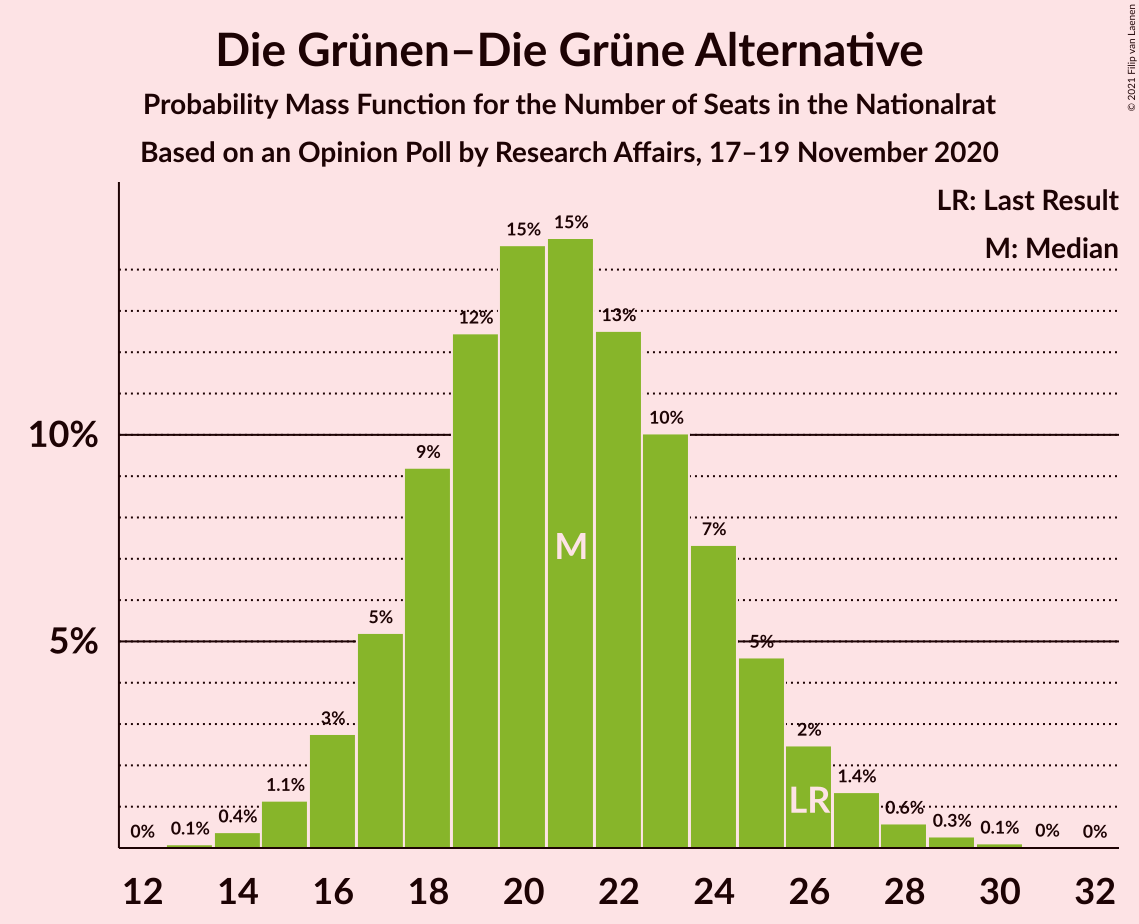 Die Grünen–Die Grüne Alternative
Probability Mass Function for the Number of Seats in the Nationalrat
Based on an Opinion Poll by Research Affairs, 17–19 November 2020
© 2021 Filip van Laenen
LR: Last Result
M: Median
10%
5%
0% 0.1% 0.4% 1.1% 3% 5% 9% 12% 15% 15% 13% 10% 7% 5% 2% 1.4% 0.6% 0.3% 0.1% 0% 0%
M
LR
12 14 16 18 20 22 24 26 28 30 32